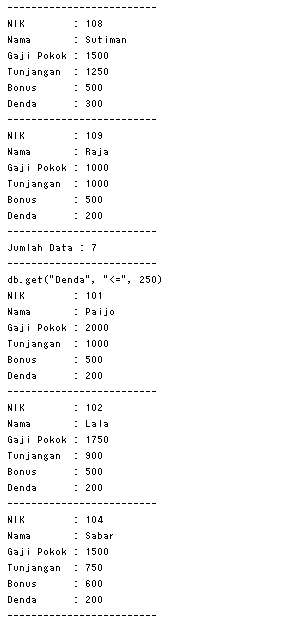 -------------------------
NIK        : 108
Nama       : Sutiman
Gaji Pokok : 1500
Tunjangan  : 1250
Bonus      : 500
Denda      : 300
-------------------------
NIK        : 109
Nama       : Raja
Gaji Pokok : 1000
Tunjangan  : 1000
Bonus      : 500
Denda      : 200
-------------------------
Jumlah Data : 7
-------------------------
db.get("Denda", "<=", 250)
NIK        : 101
Nama       : Paijo
Gaji Pokok : 2000
Tunjangan  : 1000
Bonus      : 500
Denda      : 200
-------------------------
NIK        : 102
Nama       : Lala
Gaji Pokok : 1750
Tunjangan  : 900
Bonus      : 500
Denda      : 200
-------------------------
NIK        : 104
Nama       : Sabar
Gaji Pokok : 1500
Tunjangan  : 750
Bonus      : 600
Denda      : 200
-------------------------